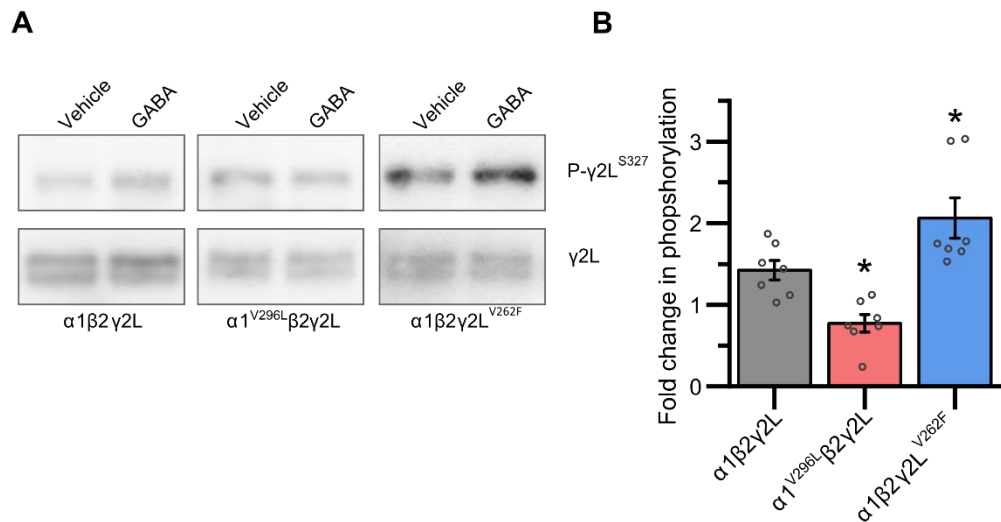 A
Vehicle GABA Vehicle GABA Vehicle GABA
P-γ2L^S327
γ2L
α1β2γ2L α1^V296Lβ2γ2L α1β2γ2L^V262F
B
Fold change in phopshorylation
3
2
1
0
* *
α1β2γ2L
α1^V296Lβ2γ2L
α1β2γ2L^V262F